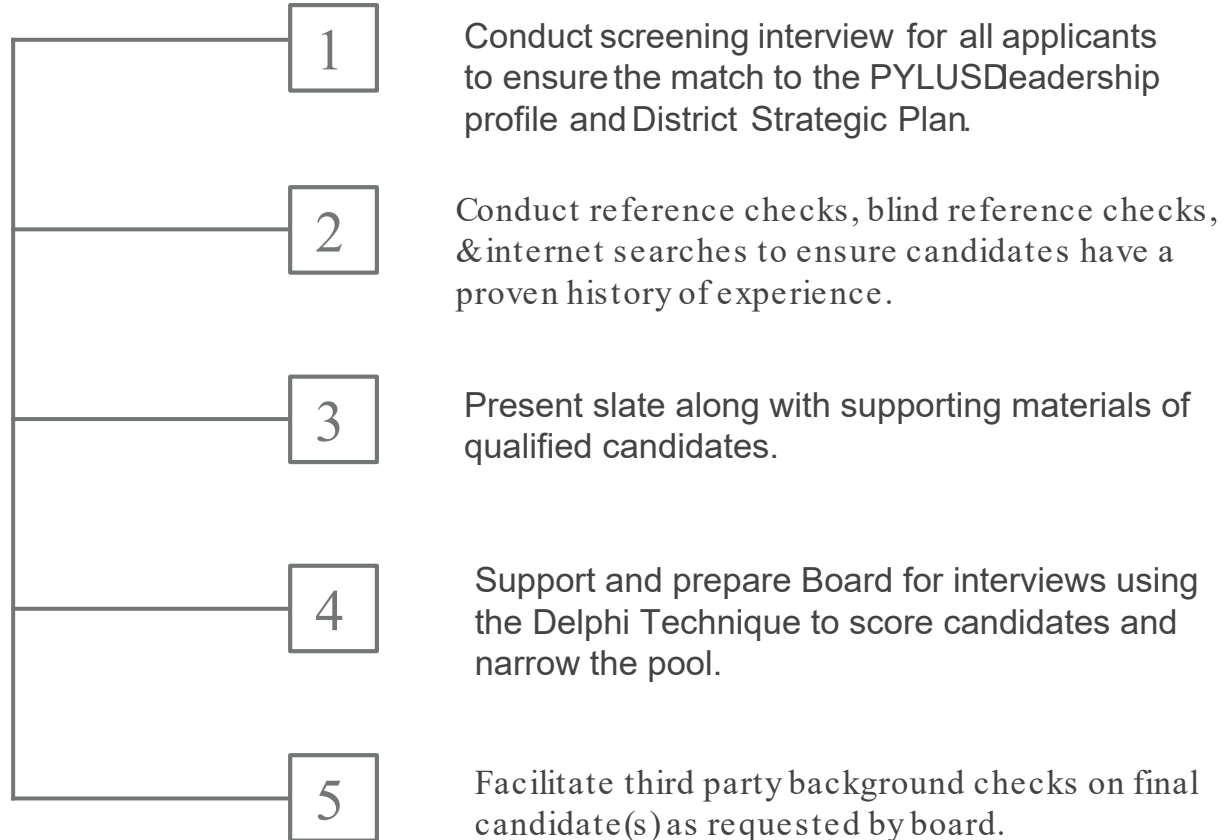 1
Conduct screening interview for all applicants
to ensure the match to the PYLUSD leadership
profile and District Strategic Plan.
2
Conduct reference checks, blind reference checks,
& internet searches to ensure candidates have a
proven history of experience.
3
Present slate along with supporting materials of
qualified candidates.
4
Support and prepare Board for interviews using
the Delphi Technique to score candidates and
narrow the pool.
5
Facilitate third party background checks on final
candidate(s) as requested by board.